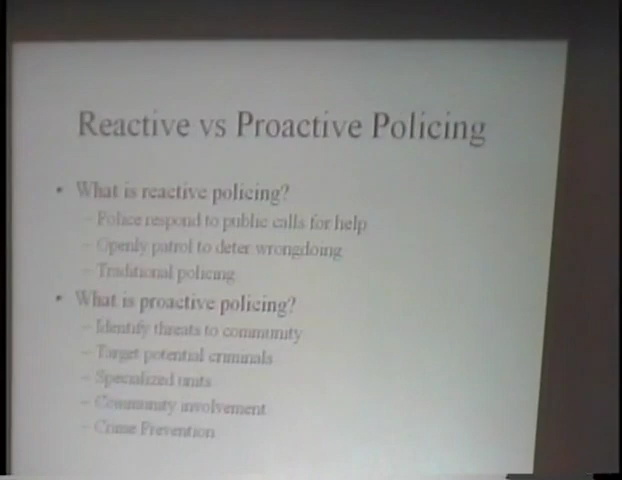 Reactive vs Proactive Policing
• What is reactive policing?
– Police respond to public calls for help
– Openly patrol to deter wrongdoing
– Traditional policing
• What is proactive policing?
– Identify threats to community
– Target potential criminals
– Specialized units
– Community involvement
– Crime Prevention